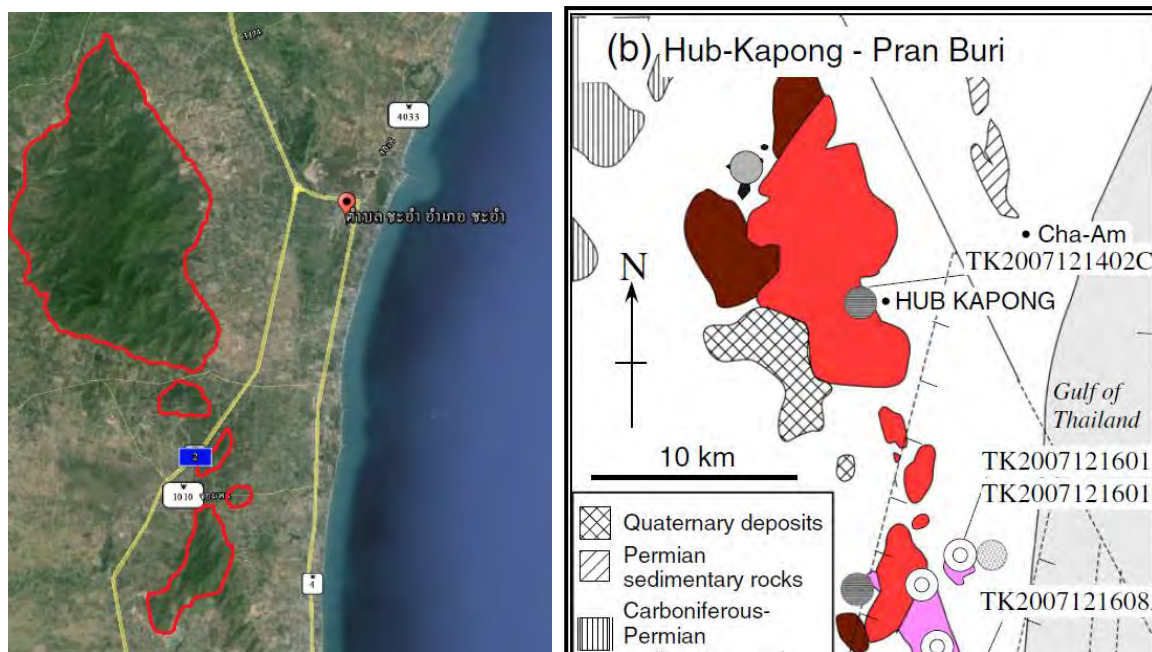 3174
4033
ตำบล ชะอำ อำเภอ ชะอำ
2
1010
4
(b) Hub-Kapong - Pran Buri
Cha-Am
TK2007121402C
HUB KAPONG
N
Gulf of
Thailand
10 km
TK2007121601
TK2007121601
Quaternary deposits
Permian
sedimentary rocks
Carboniferous-
Permian
TK2007121608